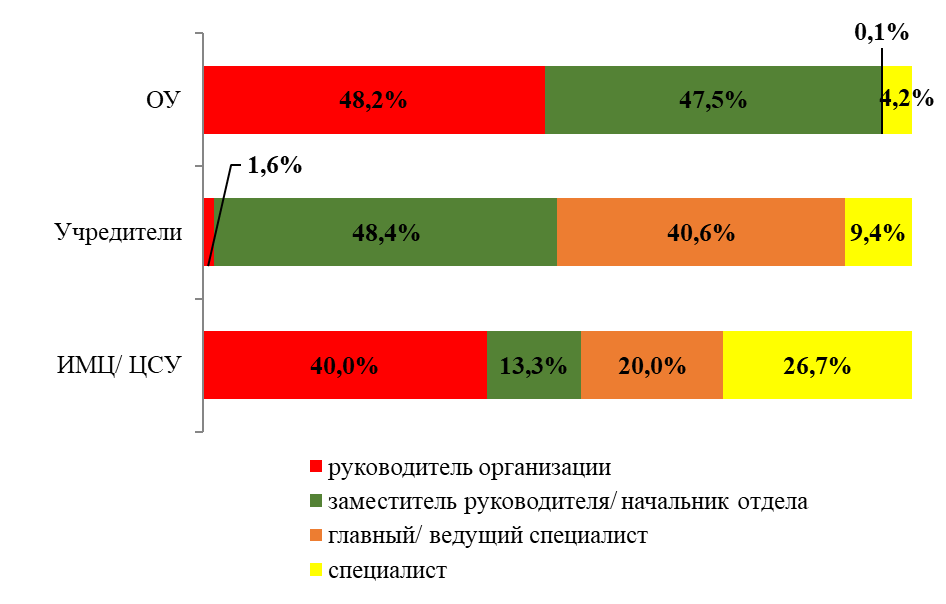 0,1%
ОУ 48,2% 47,5% 4,2%
1,6%
Учредители 48,4% 40,6% 9,4%
ИМЦ/ ЦСУ 40,0% 13,3% 20,0% 26,7%
руководитель организации
заместитель руководителя/ начальник отдела
главный/ ведущий специалист
специалист